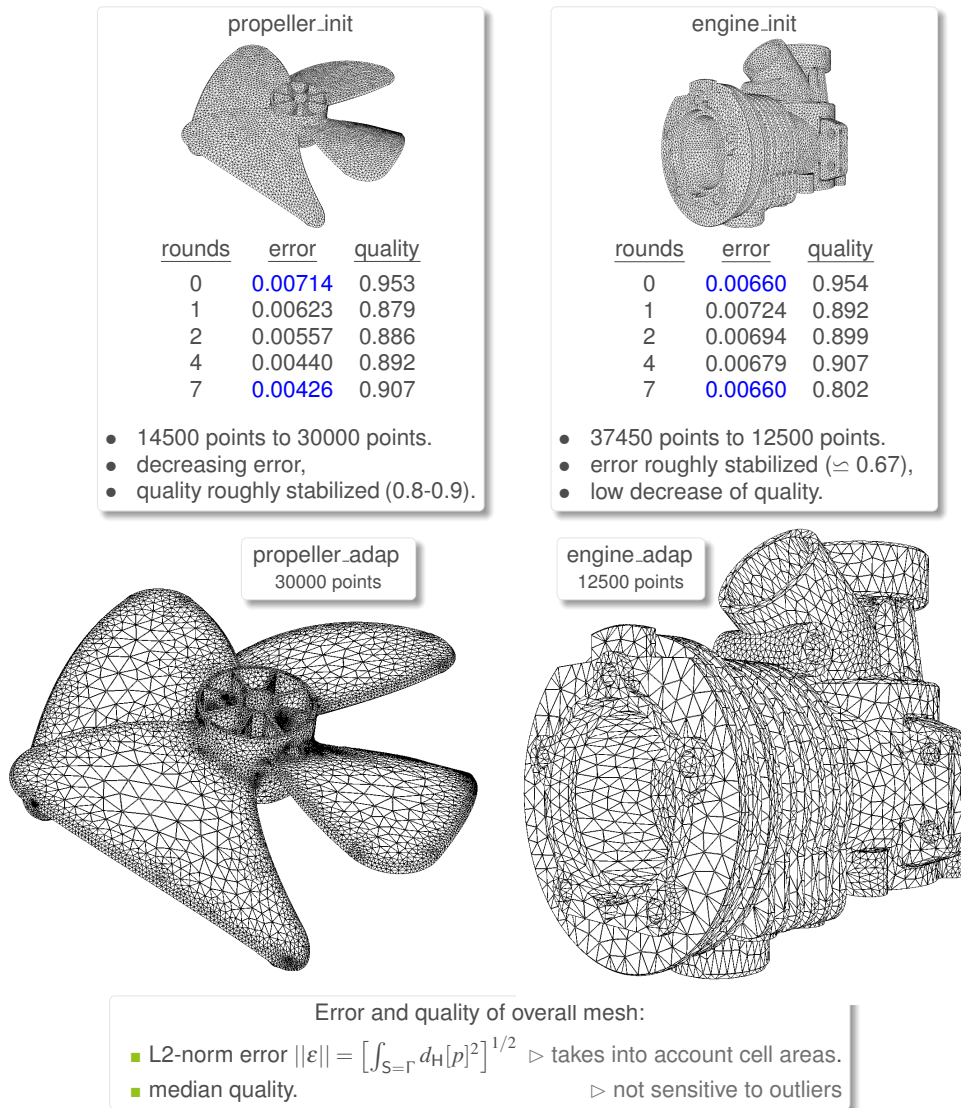 propeller_init
rounds error quality
0 0.00714 0.953
1 0.00623 0.879
2 0.00557 0.886
4 0.00440 0.892
7 0.00426 0.907
• 14500 points to 30000 points.
• decreasing error,
• quality roughly stabilized (0.8-0.9).
engine_init
rounds error quality
0 0.00660 0.954
1 0.00724 0.892
2 0.00694 0.899
4 0.00679 0.907
7 0.00660 0.802
• 37450 points to 12500 points.
• error roughly stabilized (≌ 0.67),
• low decrease of quality.
propeller_adap
30000 points
engine_adap
12500 points
Error and quality of overall mesh:
■ L2-norm error ||ε|| = [∫_{S=Γ} d_H[p]²]^{1/2} ▷ takes into account cell areas.
■ median quality. ▷ not sensitive to outliers